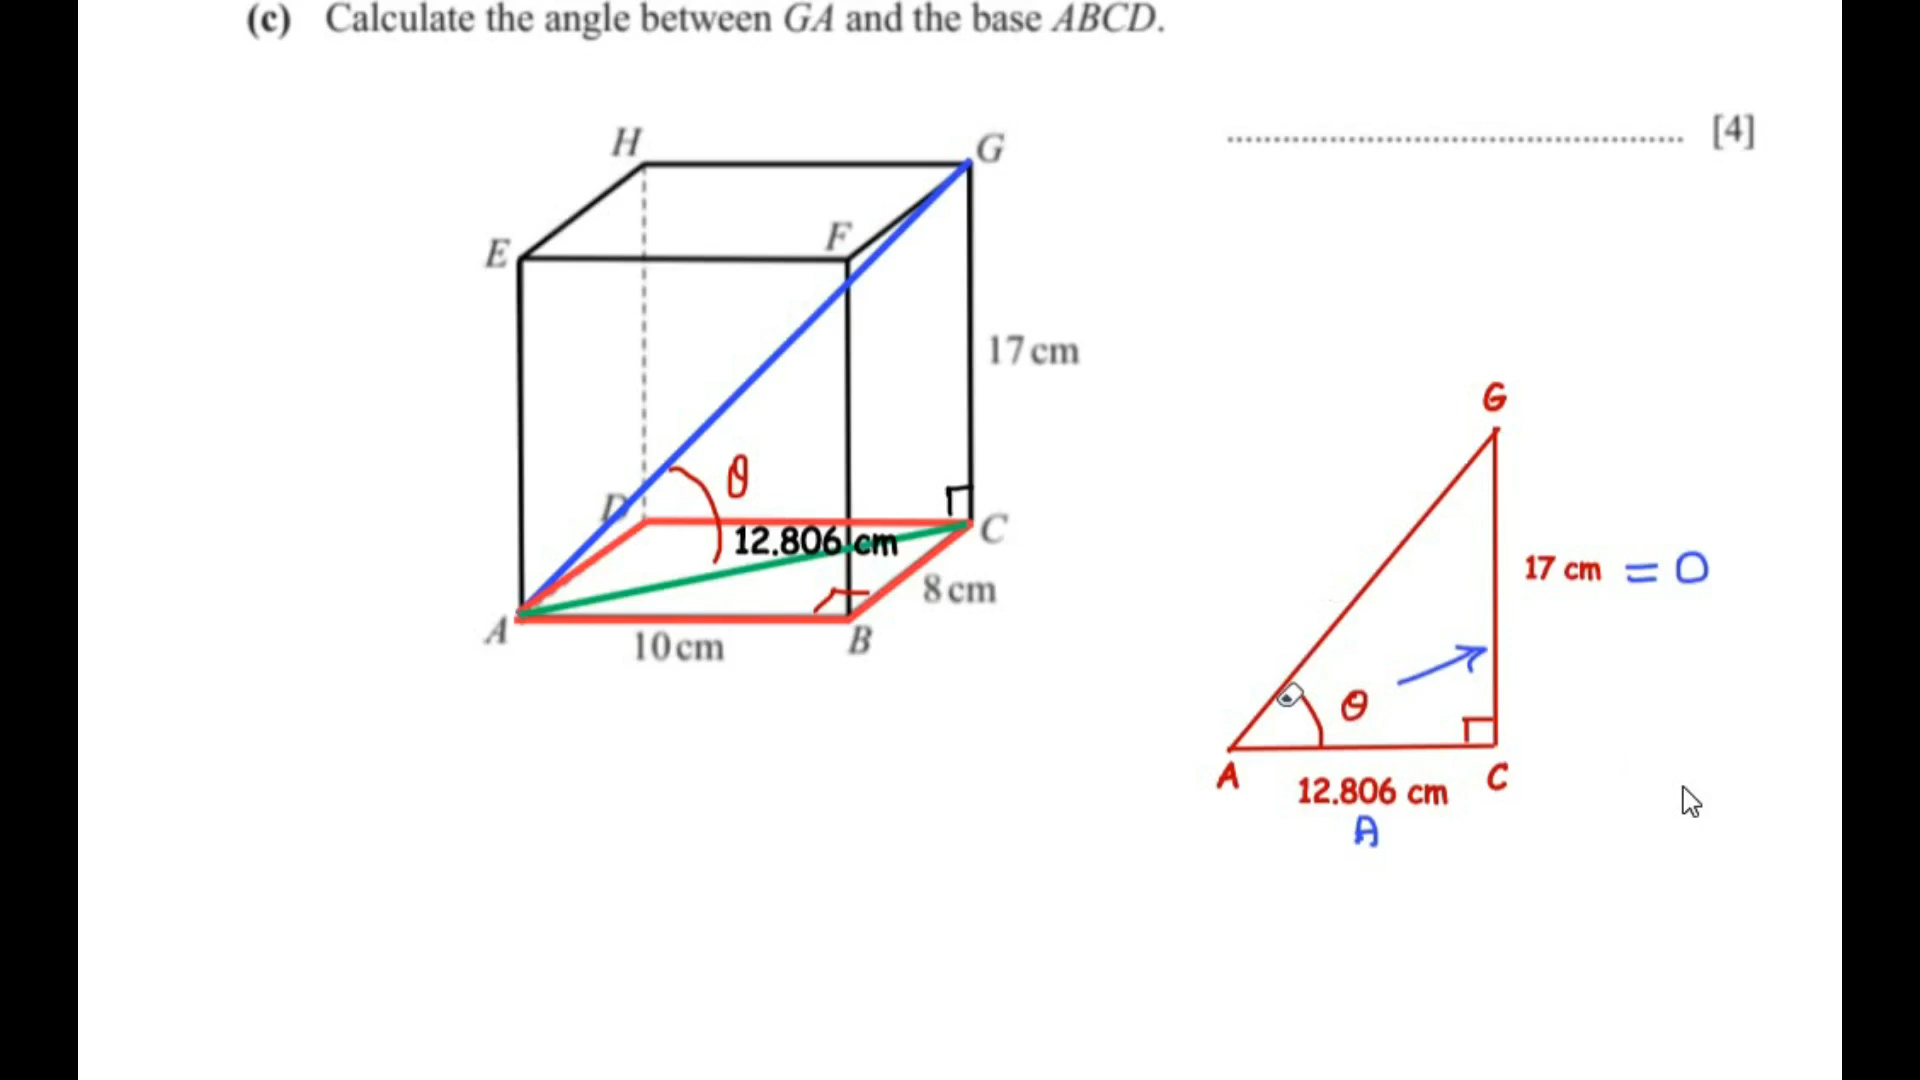 (c) Calculate the angle between GA and the base ABCD.
.................................................. [4]
H
G
E
F
17 cm
G
θ
D
12.806 cm
C
17 cm = O
8 cm
A
10 cm
B
θ
A
12.806 cm
C
A